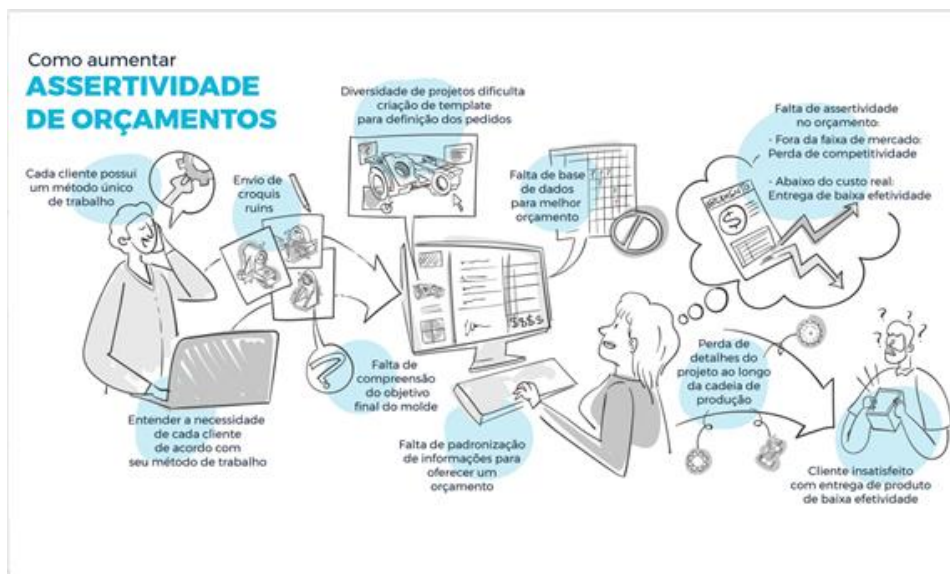 Como aumentar
ASSERTIVIDADE
DE ORÇAMENTOS
Cada cliente possui
um método único
de trabalho
Envio de
croquis
ruins
Diversidade de projetos dificulta
criação de template
para definição dos pedidos
Falta de base
de dados
para melhor
orçamento
Falta de assertividade
no orçamento:
- Fora da faixa de mercado:
Perda de competitividade
- Abaixo do custo real:
Entrega de baixa efetividade
ORÇAMENTO
$
$$$$
?
Entender a necessidade
de cada cliente
de acordo com
seu método de trabalho
Falta de
compreensão
do objetivo
final do molde
Falta de padronização
de informações para
oferecer um
orçamento
Perda de
detalhes do
projeto ao longo
da cadeia de
produção
? ? ? ?
Cliente insatisfeito
com entrega de produto
de baixa efetividade